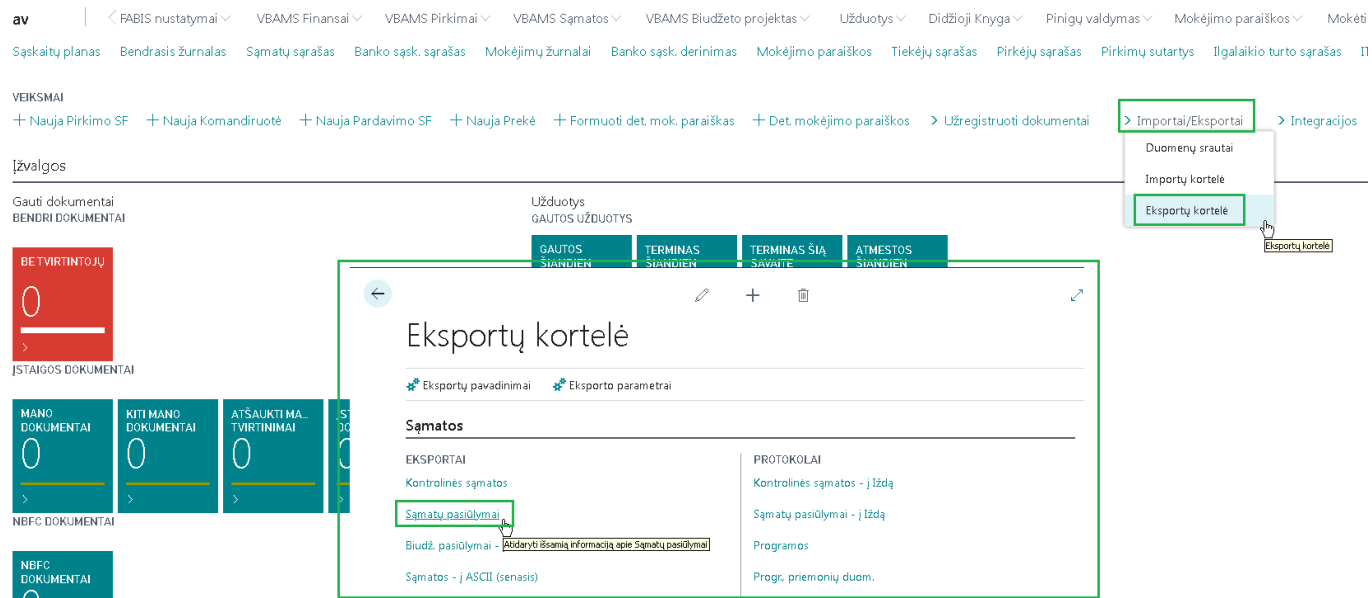 av FABIS nustatymai VBAMS Finansai VBAMS Pirkimai VBAMS Sąmatos VBAMS Biudžeto projektas Užduotys Didžioji Knyga Pinigų valdymas Mokėjimo paraiškos Mokėti
Sąskaitų planas Bendrasis žurnalas Sąmatų sąrašas Banko sąsk. sąrašas Mokėjimų žurnalai Banko sąsk. derinimas Mokėjimo paraiškos Tiekėjų sąrašas Pirkėjų sąrašas Pirkimų sutartys Ilgalaikio turto sąrašas
VEIKSMAI
+ Nauja Pirkimo SF + Nauja Komandiruotė + Nauja Pardavimo SF + Nauja Prekė + Formuoti det. mok. paraiškas + Det. mokėjimo paraiškos > Užregistruoti dokumentai > Importai/Eksportai > Integracijos
Duomenų srautai
Importų kortelė
Eksportų kortelė
Eksportų kortelė
Įžvalgos
Gauti dokumentai
BENDRI DOKUMENTAI
Užduotys
GAUTOS UŽDUOTYS
BE TVIRTINTOJŲ
0
GAUTOS ŠIANDIEN
TERMINAS ŠIANDIEN
TERMINAS ŠIĄ SAVAITĘ
ATMESTOS ŠIANDIEN
ĮSTAIGOS DOKUMENTAI
MANO
DOKUMENTAI
0
KITI MANO
DOKUMENTAI
0
ATŠAUKTI MA...
TVIRTINIMAI
0
NBFC DOKUMENTAI
NBFC
DOKUMENTAI
Eksportų kortelė
Eksportų pavadinimai Eksporto parametrai
Sąmatos
EKSPORTAI
Kontrolinės sąmatos
Sąmatų pasiūlymai
Atidaryti išsamią informaciją apie Sąmatų pasiūlymai
Biudž. pasiūlymai -
Sąmatos - į ASCII (senasis)
PROTOKOLAI
Kontrolinės sąmatos - į Iždą
Sąmatų pasiūlymai - į Iždą
Programos
Progr. priemonių duom.